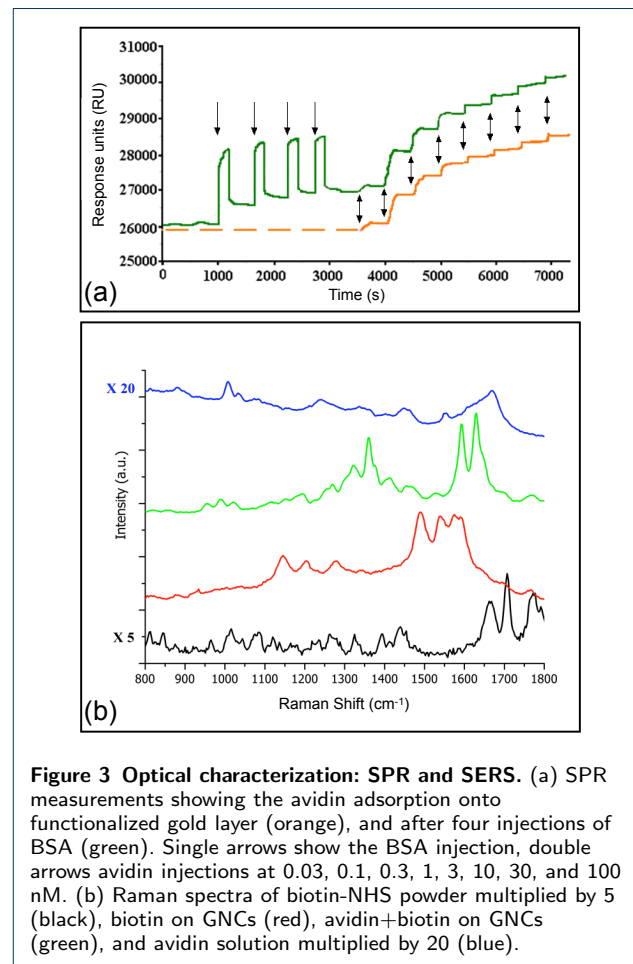 31000
30000
29000
28000
27000
26000
25000
Response units (RU)
0 1000 2000 3000 4000 5000 6000 7000
Time (s)
(a)
X 20
X 5
Intensity (a.u.)
800 900 1000 1100 1200 1300 1400 1500 1600 1700 1800
Raman Shift (cm-1)
(b)
Figure 3 Optical characterization: SPR and SERS. (a) SPR
measurements showing the avidin adsorption onto
functionalized gold layer (orange), and after four injections of
BSA (green). Single arrows show the BSA injection, double
arrows avidin injections at 0.03, 0.1, 0.3, 1, 3, 10, 30, and 100
nM. (b) Raman spectra of biotin-NHS powder multiplied by 5
(black), biotin on GNCs (red), avidin+biotin on GNCs
(green), and avidin solution multiplied by 20 (blue).